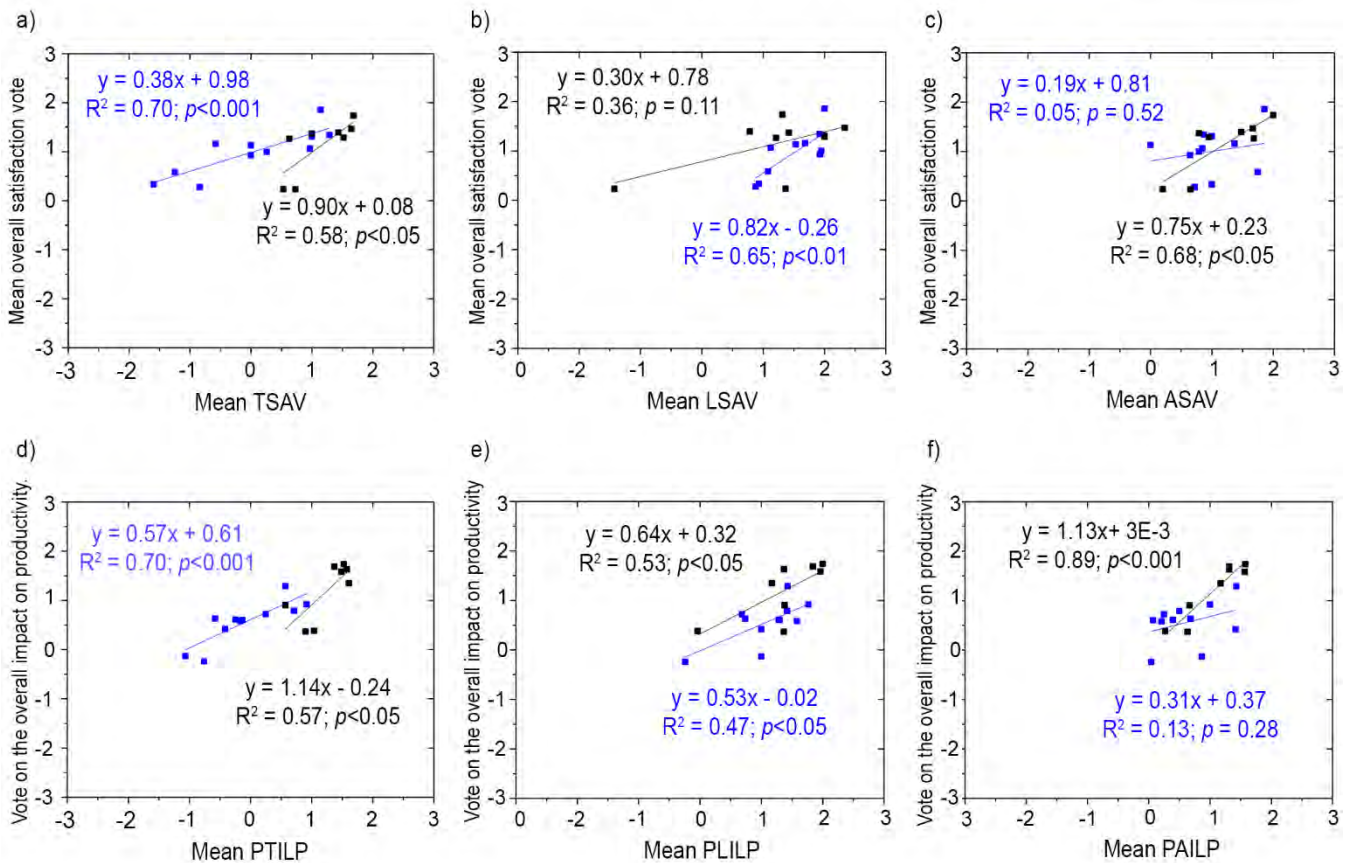 a)
b)
c)
y = 0.38x + 0.98
R² = 0.70; p<0.001
y = 0.90x + 0.08
R² = 0.58; p<0.05
3
2
1
0
1
2
-3
-3 -2 -1 0 1 2 3
Mean overall satisfaction vote
Mean TSAV
y = 0.30x + 0.78
R² = 0.36; p = 0.11
y = 0.82x - 0.26
R² = 0.65; p<0.01
3
2
1
0
1
2
-3
0 -2 -1 0 1 2 3
Mean overall satisfaction vote
Mean LSAV
y = 0.19x + 0.81
R² = 0.05; p = 0.52
y = 0.75x + 0.23
R² = 0.68; p<0.05
3
2
1
0
1
2
-3
-3 -2 -1 0 1 2 3
Mean overall satisfaction vote
Mean ASAV
d)
e)
f)
y = 0.57x + 0.61
R² = 0.70; p<0.001
y = 1.14x - 0.24
R² = 0.57; p<0.05
3
2
1
0
1
2
-3
-3 -2 -1 0 1 2 3
Vote on the overall impact on productivity.
Mean PTILP
y = 0.64x + 0.32
R² = 0.53; p<0.05
y = 0.53x - 0.02
R² = 0.47; p<0.05
3
2
1
0
1
2
-3
0 -2 -1 0 1 2 3
Vote on the overall impact on productivity
Mean PLILP
y = 1.13x+ 3E-3
R² = 0.89; p<0.001
y = 0.31x + 0.37
R² = 0.13; p = 0.28
3
2
1
0
1
2
-3
-3 -2 -1 0 1 2 3
Vote on the overall impact on productivity
Mean PAILP